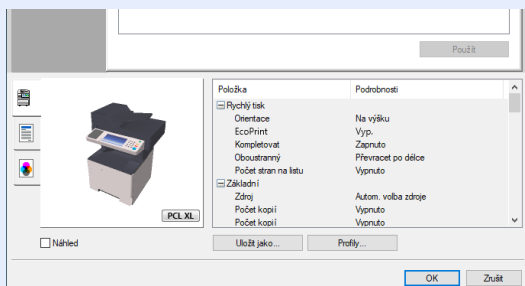 Použít
Položka Podrobnosti
Rychlý tisk
Orientace Na výšku
EcoPrint Vyp.
Kompletovat Zapnuto
Oboustranný Převracet po délce
Počet stran na listu Vypnuto
Základní
Zdroj Autom. volba zdroje
Počet kopií Vypnuto
Počet kopií Vypnuto
PCL XL
Náhled Uložit jako... Profily...
OK Zrušit